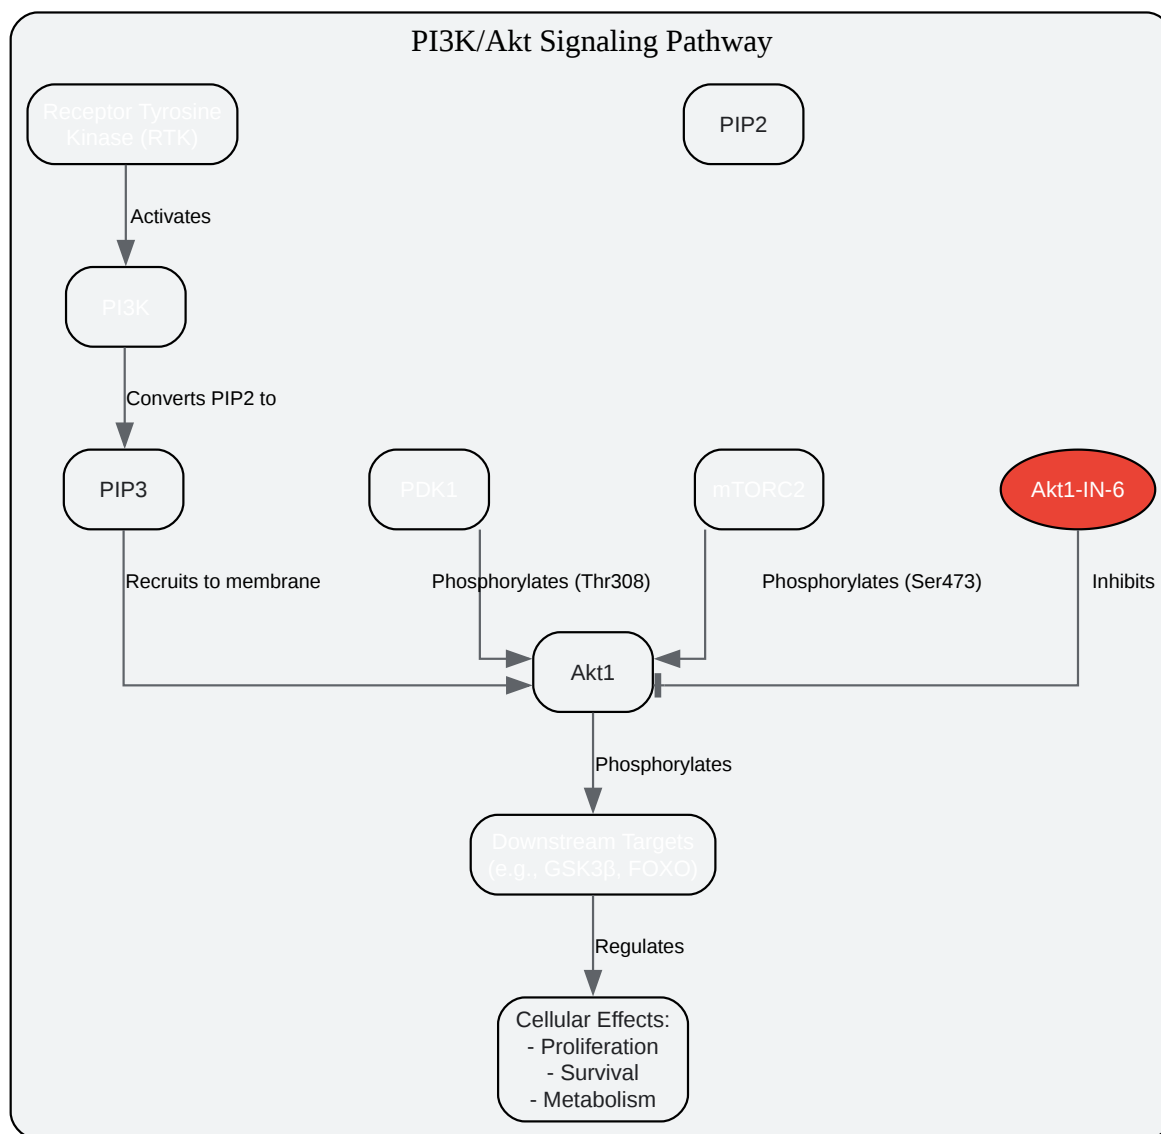 PI3K/Akt Signaling Pathway
Receptor Tyrosine
Kinase (RTK)
PIP2
Activates
PI3K
Converts PIP2 to
PIP3
PDK1
mTORC2
Akt1-IN-6
Recruits to membrane
Phosphorylates (Thr308)
Phosphorylates (Ser473)
Inhibits
Akt1
Phosphorylates
Downstream Targets
(e.g., GSK3β, FOXO)
Regulates
Cellular Effects:
- Proliferation
- Survival
- Metabolism